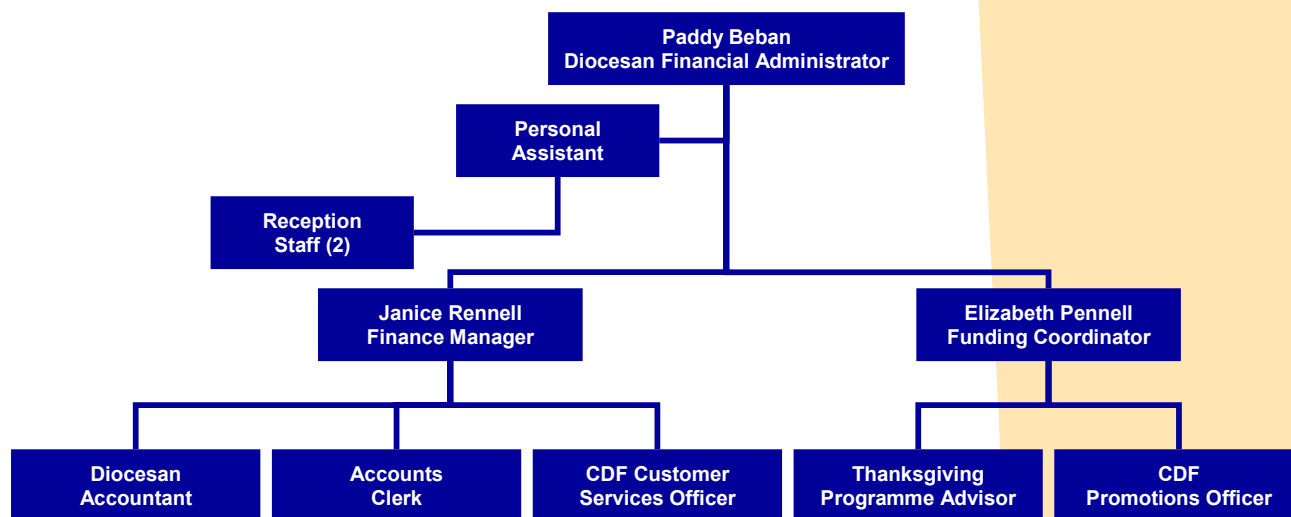 Paddy Beban
Diocesan Financial Administrator
Personal
Assistant
Reception
Staff (2)
Janice Rennell
Finance Manager
Elizabeth Pennell
Funding Coordinator
Diocesan
Accountant
Accounts
Clerk
CDF Customer
Services Officer
Thanksgiving
Programme Advisor
CDF
Promotions Officer